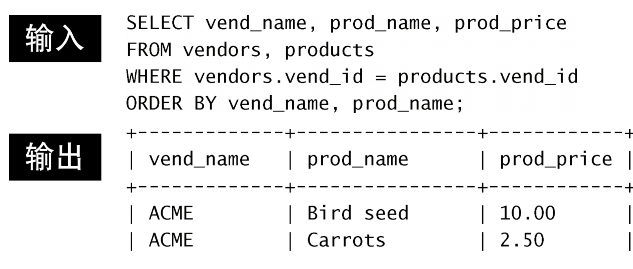 输入
SELECT vend_name, prod_name, prod_price
FROM vendors, products
WHERE vendors.vend_id = products.vend_id
ORDER BY vend_name, prod_name;
输出
+-------------+----------------+------------+
| vend_name | prod_name | prod_price |
+-------------+----------------+------------+
| ACME | Bird seed | 10.00 |
| ACME | Carrots | 2.50 |